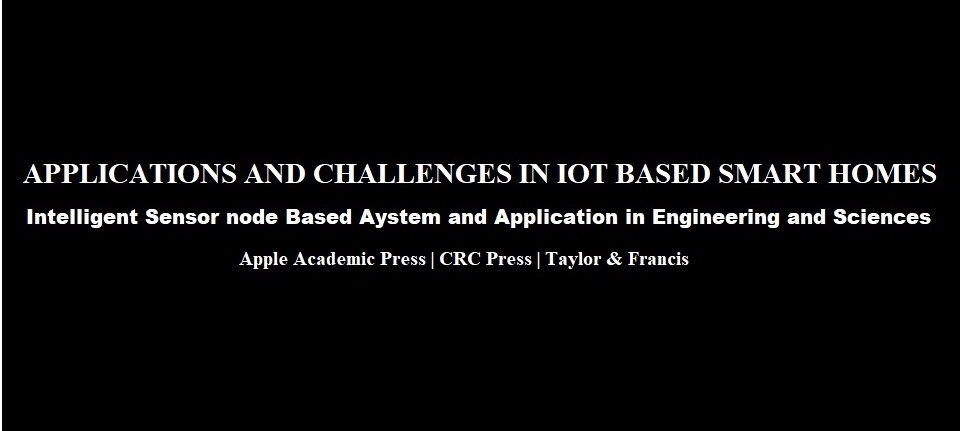 APPLICATIONS AND CHALLENGES IN IOT BASED SMART HOMES
Intelligent Sensor node Based Aystem and Application in Engineering and Sciences
Apple Academic Press | CRC Press | Taylor & Francis